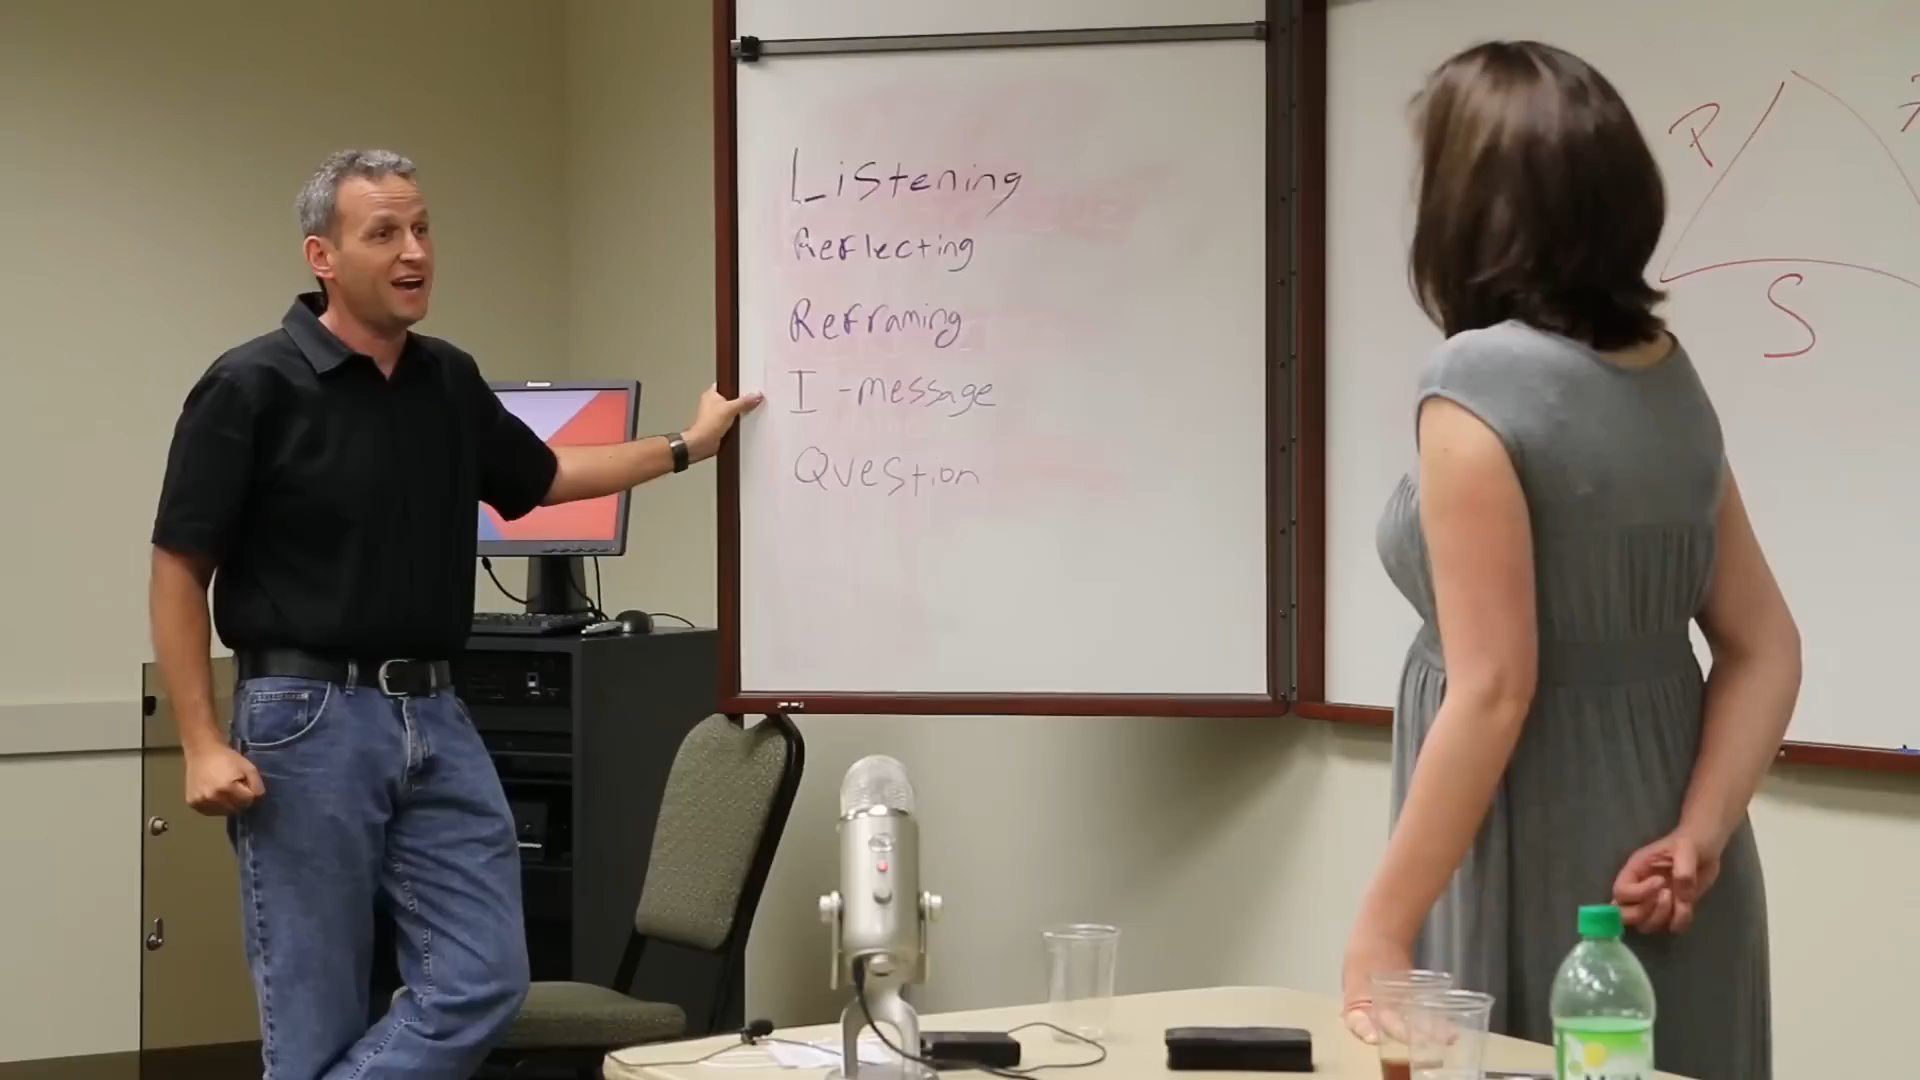 Listening
Reflecting
Reframing
I-message
Question
P
S